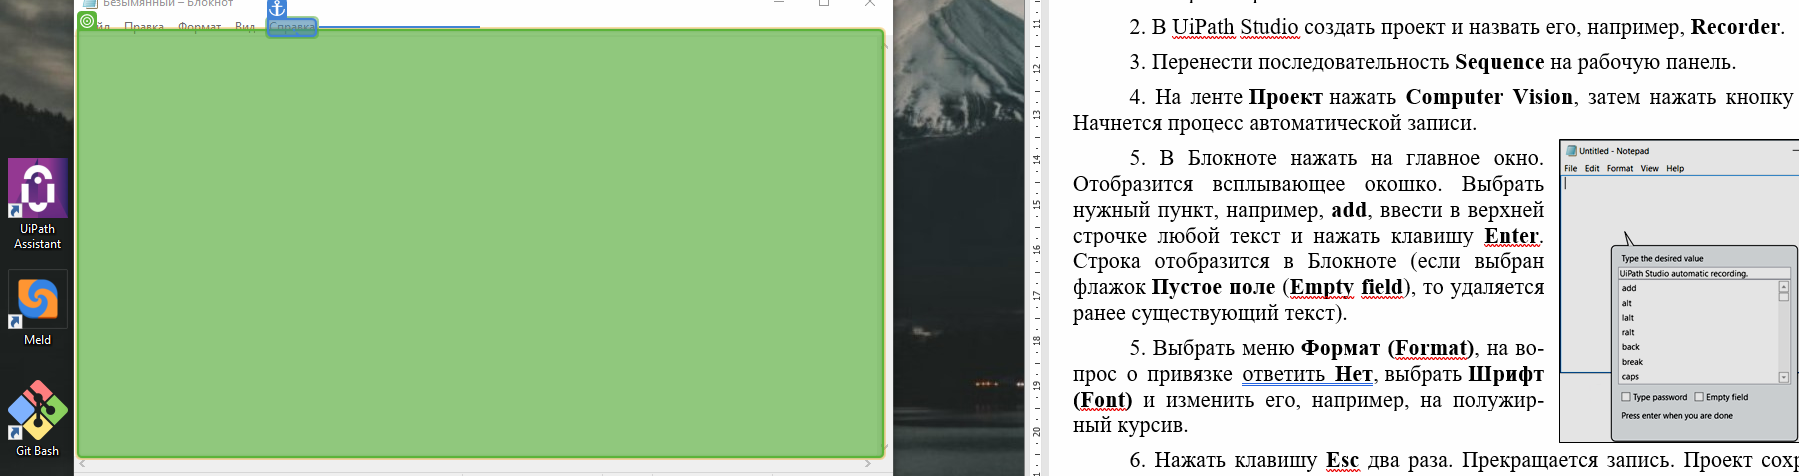 Безымянный – Блокнот
Правка Формат Вид Справка
UiPath
Assistant
Meld
Git Bash
11
12
13
14
15
16
17
18
19
20
2. В UiPath Studio создать проект и назвать его, например, Recorder.
3. Перенести последовательность Sequence на рабочую панель.
4. На ленте Проект нажать Computer Vision, затем нажать кнопку
Начнется процесс автоматической записи.
5. В Блокноте нажать на главное окно.
Отобразится всплывающее окошко. Выбрать
нужный пункт, например, add, ввести в верхней
строчке любой текст и нажать клавишу Enter.
Строка отобразится в Блокноте (если выбран
флажок Пустое поле (Empty field), то удаляется
ранее существующий текст).
5. Выбрать меню Формат (Format), на во-
прос о привязке ответить Нет, выбрать Шрифт
(Font) и изменить его, например, на полужир-
ный курсив.
6. Нажать клавишу Esc два раза. Прекращается запись. Проект сохр
Untitled - Notepad
File Edit Format View Help
Type the desired value
UiPath Studio automatic recording.
add
alt
lalt
ralt
back
break
caps
Type password Empty field
Press enter when you are done